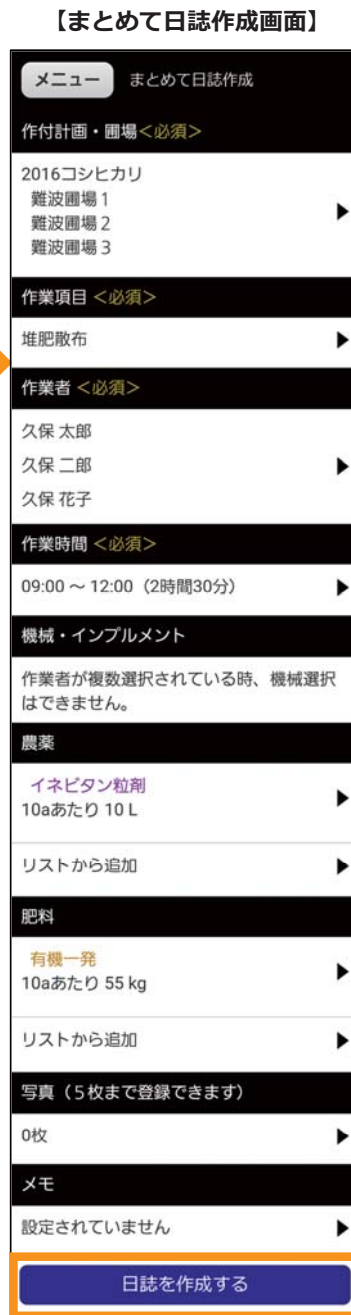 【まとめて日誌作成画面】
メニュー まとめて日誌作成
作付計画・圃場<必須>
2016コシヒカリ
難波圃場1
難波圃場2
難波圃場3
作業項目 <必須>
堆肥散布
作業者 <必須>
久保 太郎
久保 二郎
久保 花子
作業時間 <必須>
09:00 ～ 12:00（2時間30分）
機械・インプルメント
作業者が複数選択されている時、機械選択
はできません。
農薬
イネビタン粒剤
10aあたり 10 L
リストから追加
肥料
有機一発
10aあたり 55 kg
リストから追加
写真（5枚まで登録できます）
0枚
メモ
設定されていません
日誌を作成する